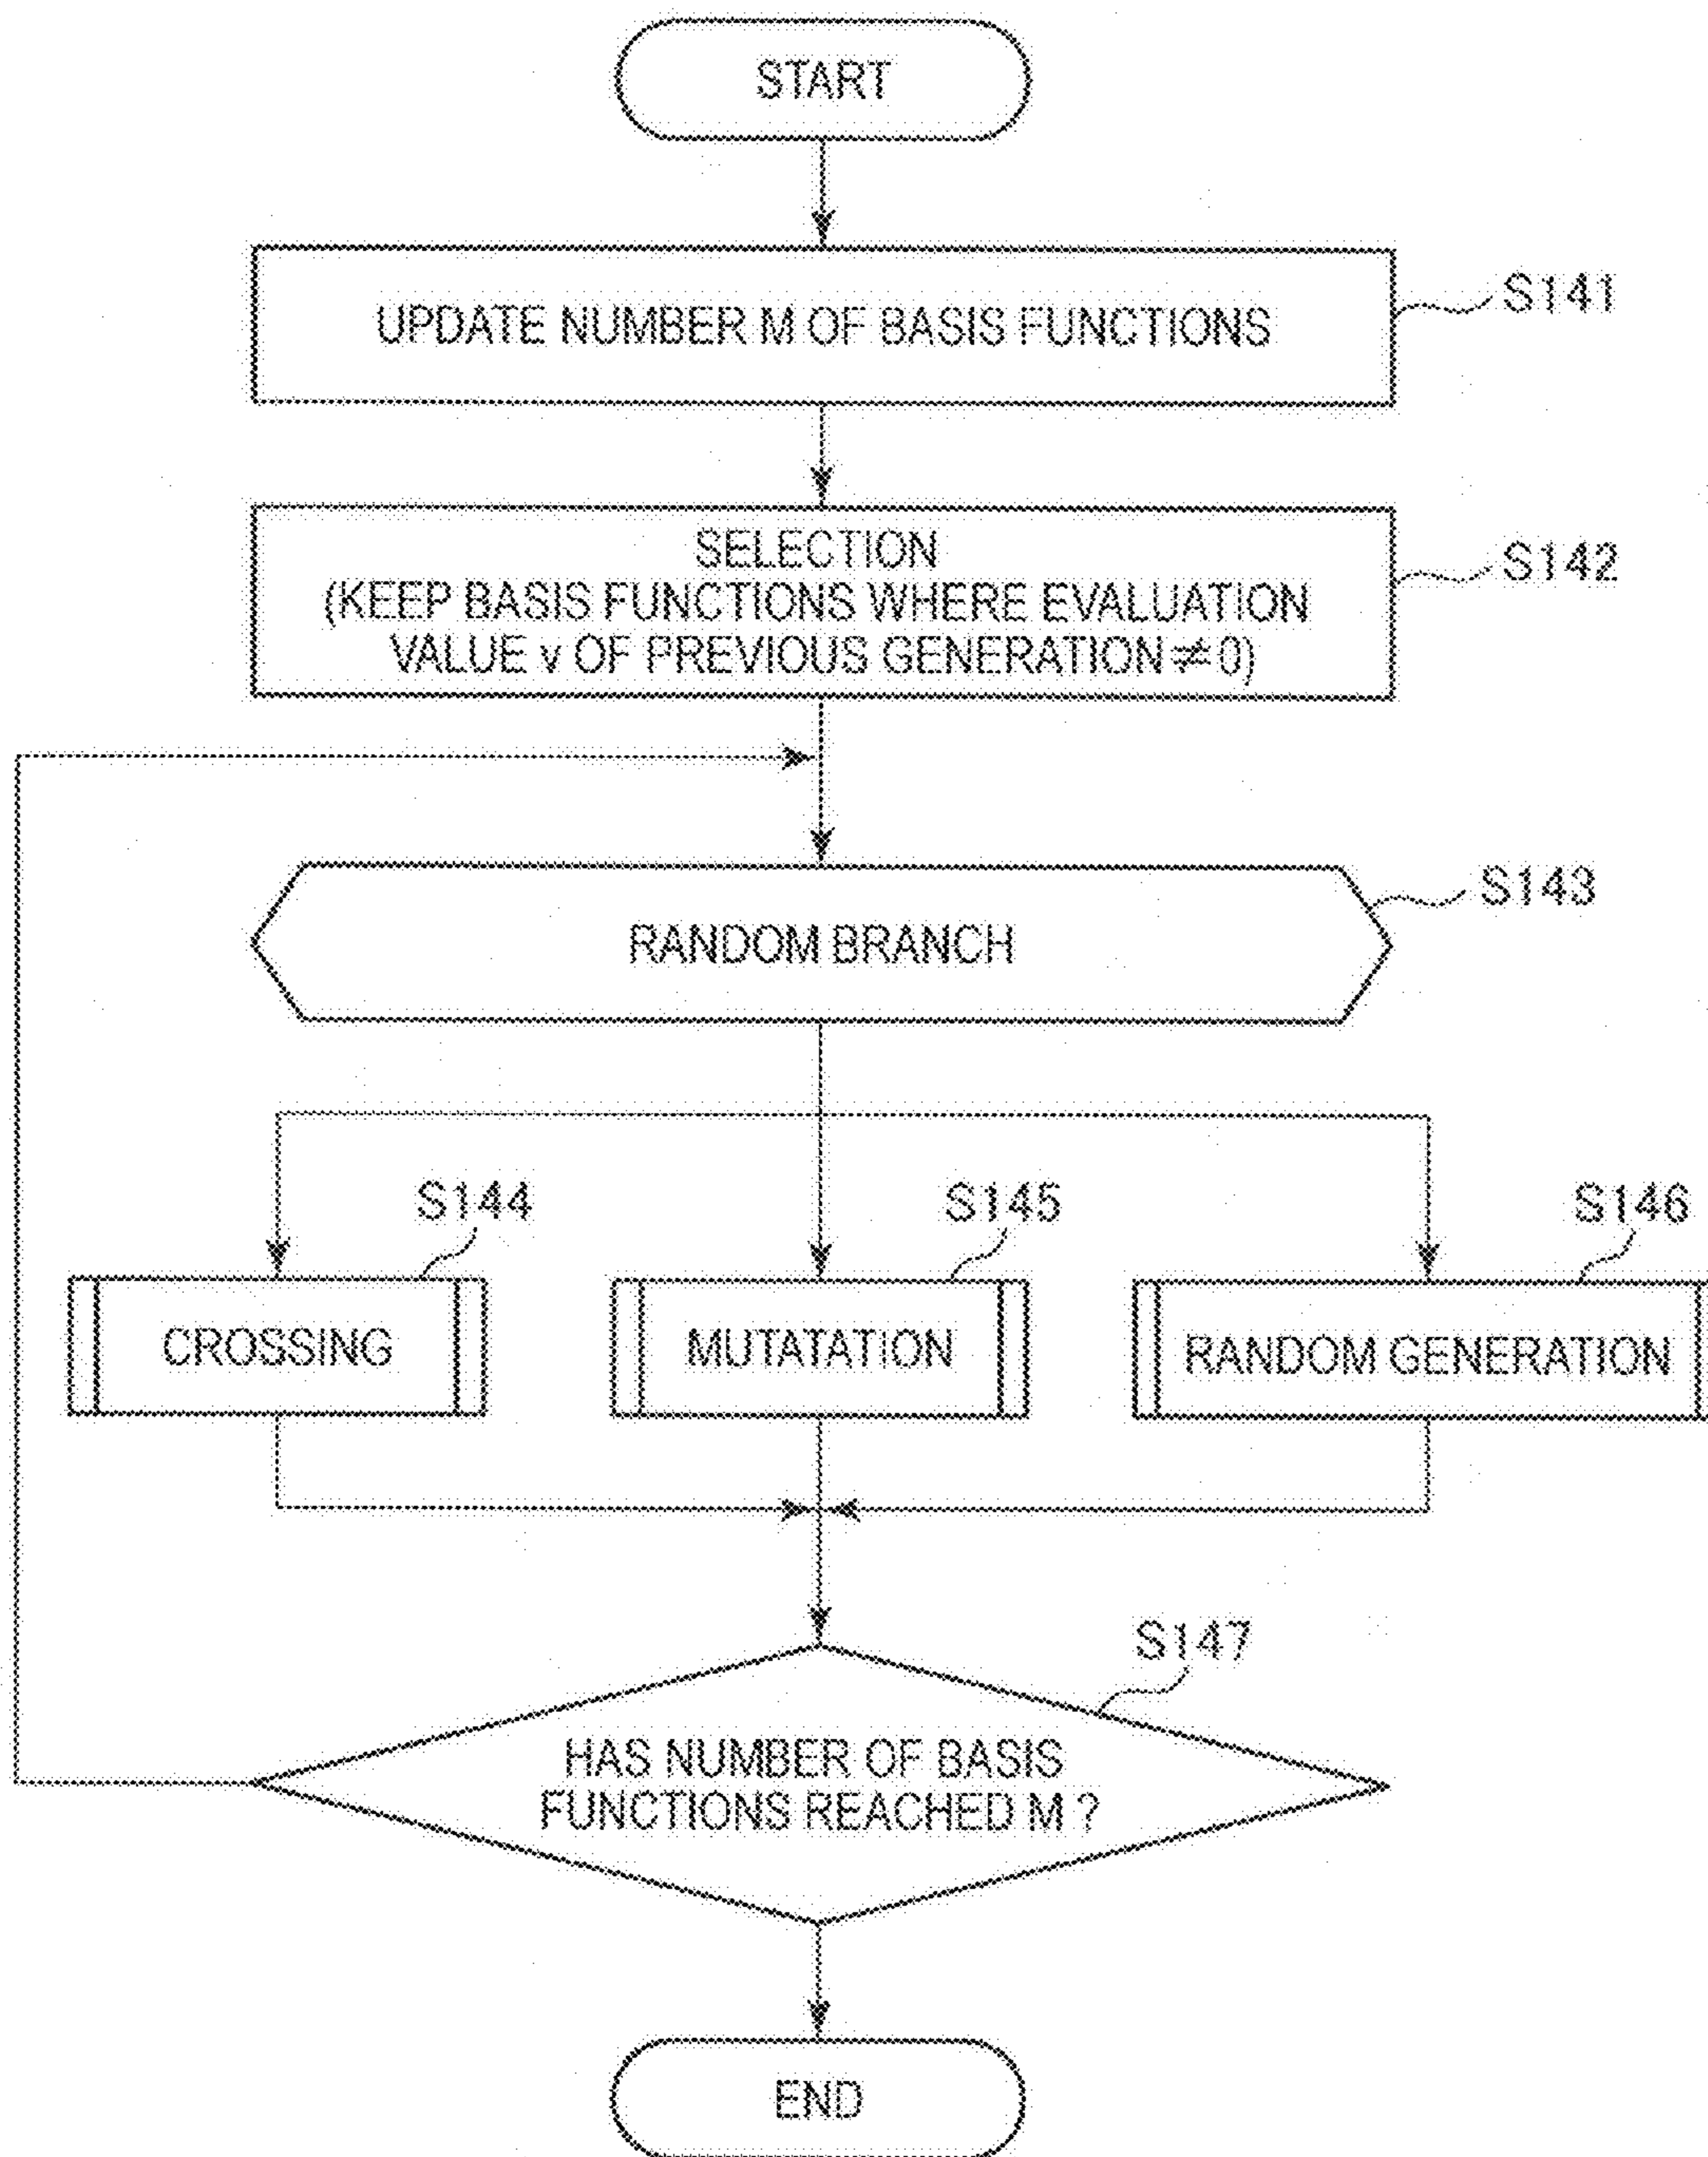 START
UPDATE NUMBER M OF BASIS FUNCTIONS
S141
SELECTION
(KEEP BASIS FUNCTIONS WHERE EVALUATION
VALUE v OF PREVIOUS GENERATION ≠ 0)
S142
S143
RANDOM BRANCH
S144
S145
S146
CROSSING
MUTATATION
RANDOM GENERATION
S147
HAS NUMBER OF BASIS
FUNCTIONS REACHED M ?
END